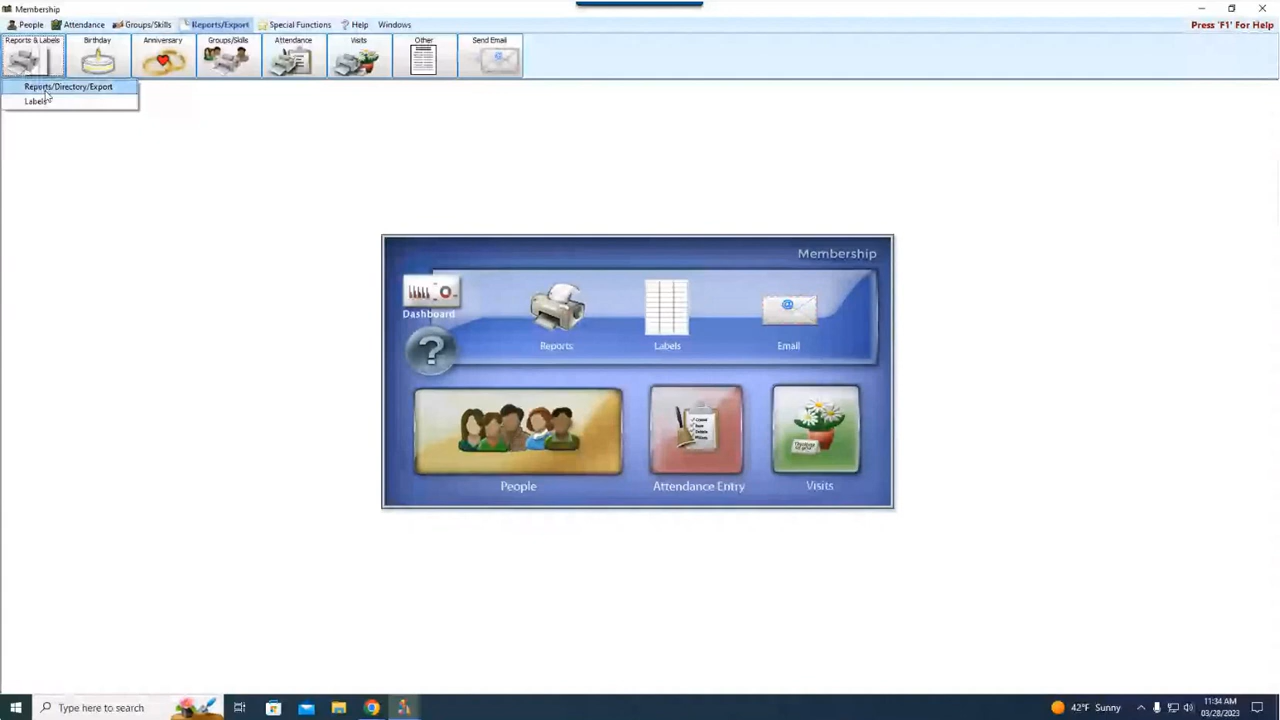 Membership
People Attendance Groups/Skills Reports/Export Special Functions Help Windows Press 'F1' For Help
Reports & Labels Birthday Anniversary Groups/Skills Attendance Visits Other Send Email
Reports/Directory/Export
Labels
Membership
Dashboard
?
Reports Labels Email
People Attendance Entry Visits
Type here to search 42°F Sunny 11:34 AM
03/28/2023